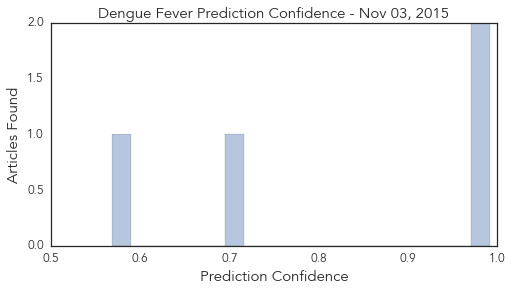 Dengue Fever Prediction Confidence - Nov 03, 2015
2.0
1.5
1.0
0.5
0.0
Articles Found
0.5 0.6 0.7 0.8 0.9 1.0
Prediction Confidence